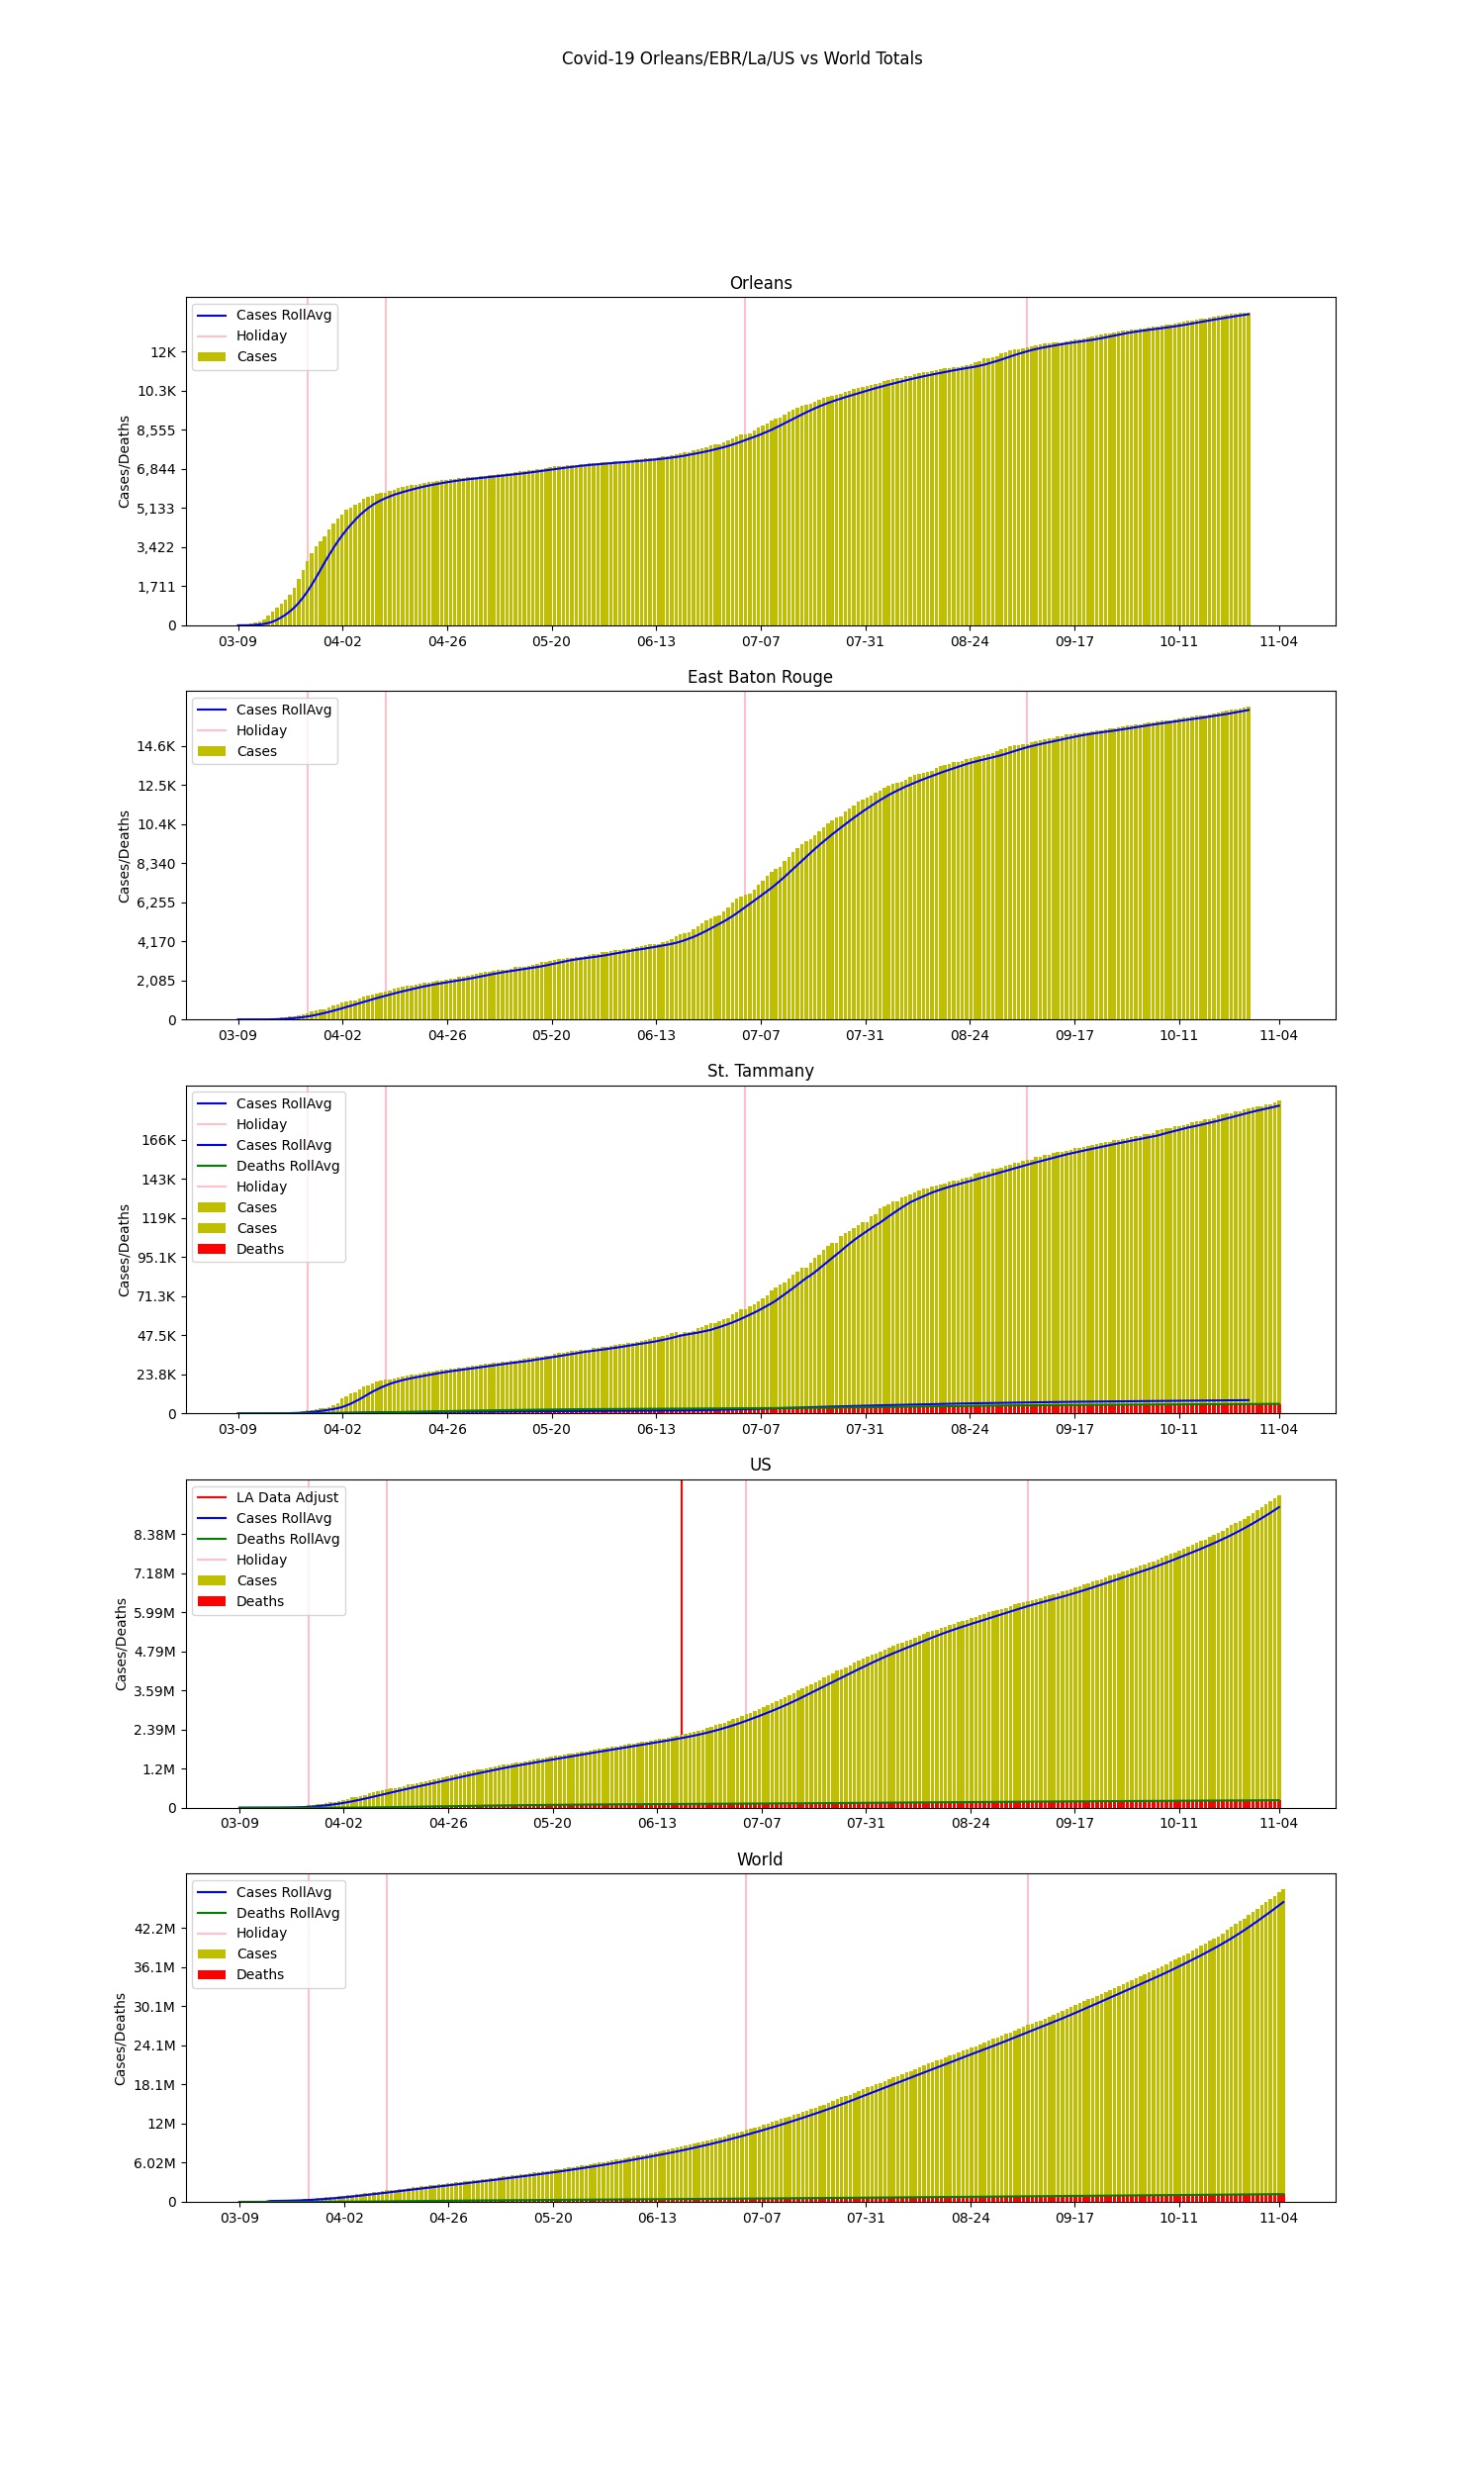 Covid-19 Orleans/EBR/La/US vs World Totals
Orleans
Cases RollAvg
Holiday
Cases
Cases/Deaths
12K
10.3K
8,555
6,844
5,133
3,422
1,711
0
03-09 04-02 04-26 05-20 06-13 07-07 07-31 08-24 09-17 10-11 11-04
East Baton Rouge
Cases RollAvg
Holiday
Cases
Cases/Deaths
14.6K
12.5K
10.4K
8,340
6,255
4,170
2,085
0
03-09 04-02 04-26 05-20 06-13 07-07 07-31 08-24 09-17 10-11 11-04
St. Tammany
Cases RollAvg
Holiday
Cases RollAvg
Deaths RollAvg
Holiday
Cases
Cases
Deaths
Cases/Deaths
166K
143K
119K
95.1K
71.3K
47.5K
23.8K
0
03-09 04-02 04-26 05-20 06-13 07-07 07-31 08-24 09-17 10-11 11-04
US
LA Data Adjust
Cases RollAvg
Deaths RollAvg
Holiday
Cases
Deaths
Cases/Deaths
8.38M
7.18M
5.99M
4.79M
3.59M
2.39M
1.2M
0
03-09 04-02 04-26 05-20 06-13 07-07 07-31 08-24 09-17 10-11 11-04
World
Cases RollAvg
Deaths RollAvg
Holiday
Cases
Deaths
Cases/Deaths
42.2M
36.1M
30.1M
24.1M
18.1M
12M
6.02M
0
03-09 04-02 04-26 05-20 06-13 07-07 07-31 08-24 09-17 10-11 11-04